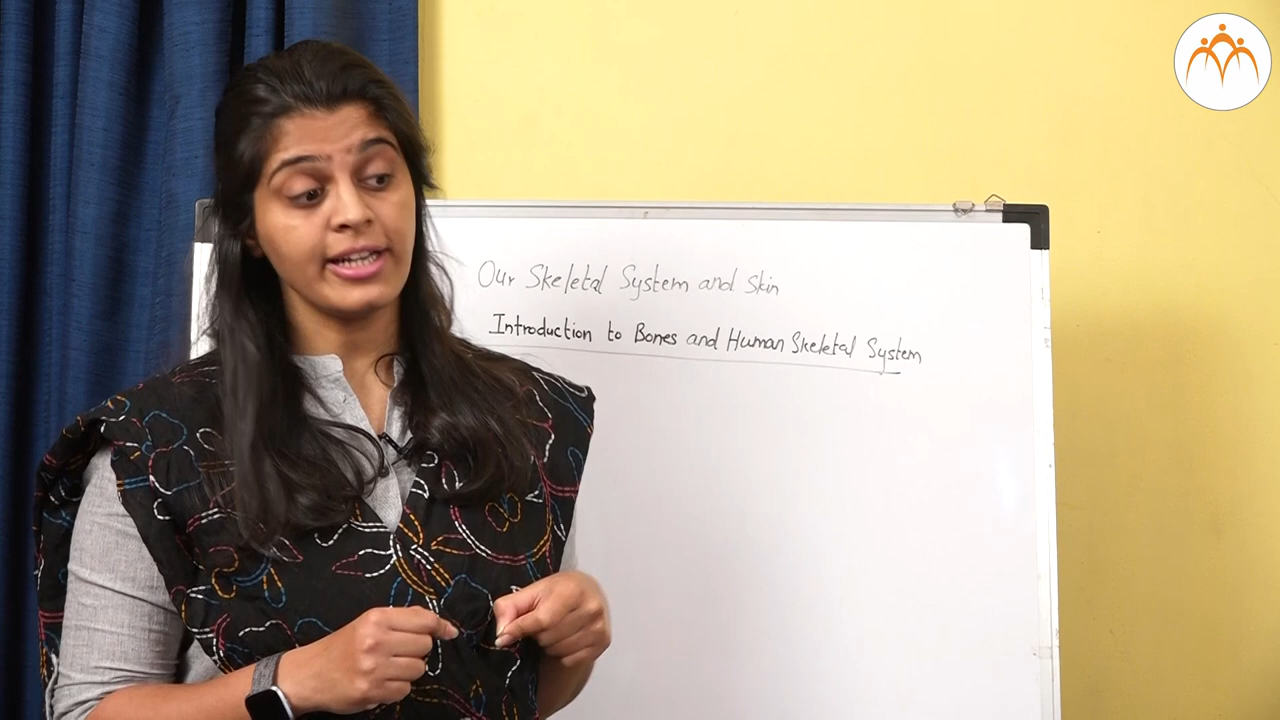 Our Skeletal System and Skin
Introduction to Bones and Human Skeletal System